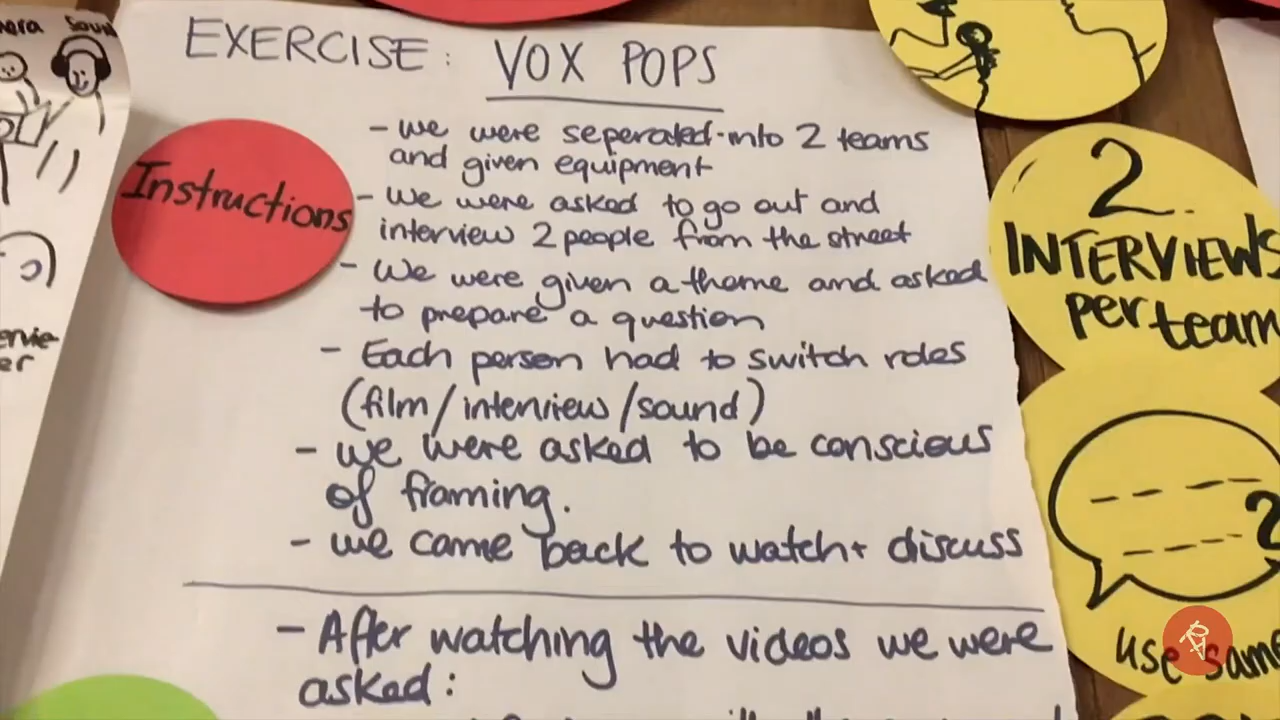 Sound
EXERCISE: VOX POPS
Instructions
- we were seperated into 2 teams
and given equipment
- We were asked to go out and
interview 2 people from the street
- We were given a theme and asked
to prepare a question
- Each person had to switch roles
(film/interview/sound)
- we were asked to be conscious
of framing.
- we came back to watch + discuss
- After watching the videos we were
asked:
2
INTERVIEWS
per team
use same